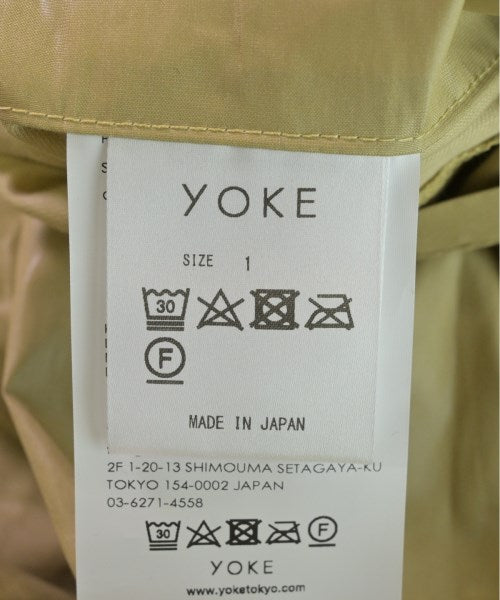 YOKE
SIZE 1
30
F
MADE IN JAPAN
2F 1-20-13 SHIMOUMA SETAGAYA-KU
TOKYO 154-0002 JAPAN
03-6271-4558
30 F
YOKE
www.yoketokyo.com